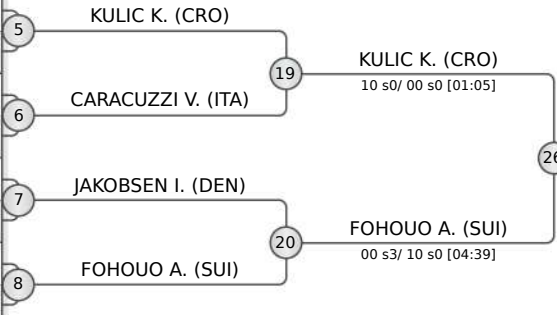 5
KULIC K. (CRO)
19
KULIC K. (CRO)
10 s0/ 00 s0 [01:05]
6
CARACUZZI V. (ITA)
26
7
JAKOBSEN I. (DEN)
20
FOHOUO A. (SUI)
00 s3/ 10 s0 [04:39]
8
FOHOUO A. (SUI)